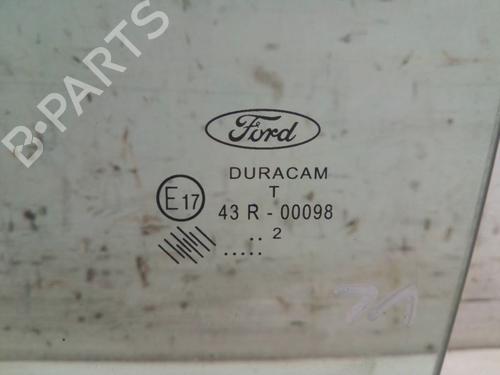 B-PARTS
Ford
DURACAM
T
E17
43 R - 00098
.. 2
.....